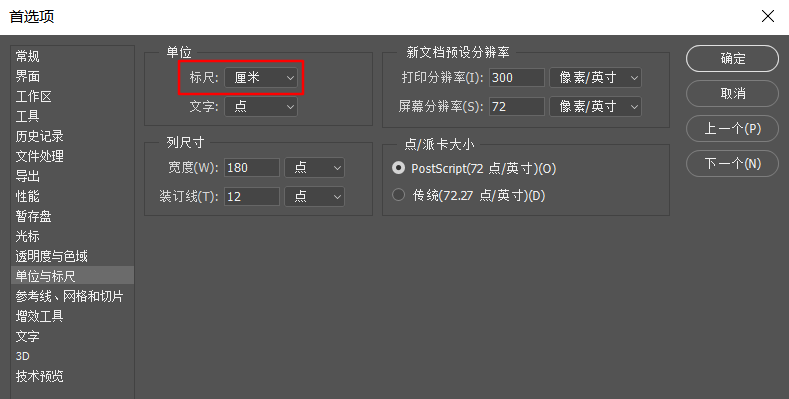 首选项
常规
界面
工作区
工具
历史记录
文件处理
导出
性能
暂存盘
光标
透明度与色域
单位与标尺
参考线、网格和切片
增效工具
文字
3D
技术预览
单位
标尺: 厘米
文字: 点
列尺寸
宽度(W): 180 点
装订线(T): 12 点
新文档预设分辨率
打印分辨率(I): 300 像素/英寸
屏幕分辨率(S): 72 像素/英寸
点/派卡大小
PostScript(72 点/英寸)(O)
传统(72.27 点/英寸)(D)
确定
取消
上一个(P)
下一个(N)